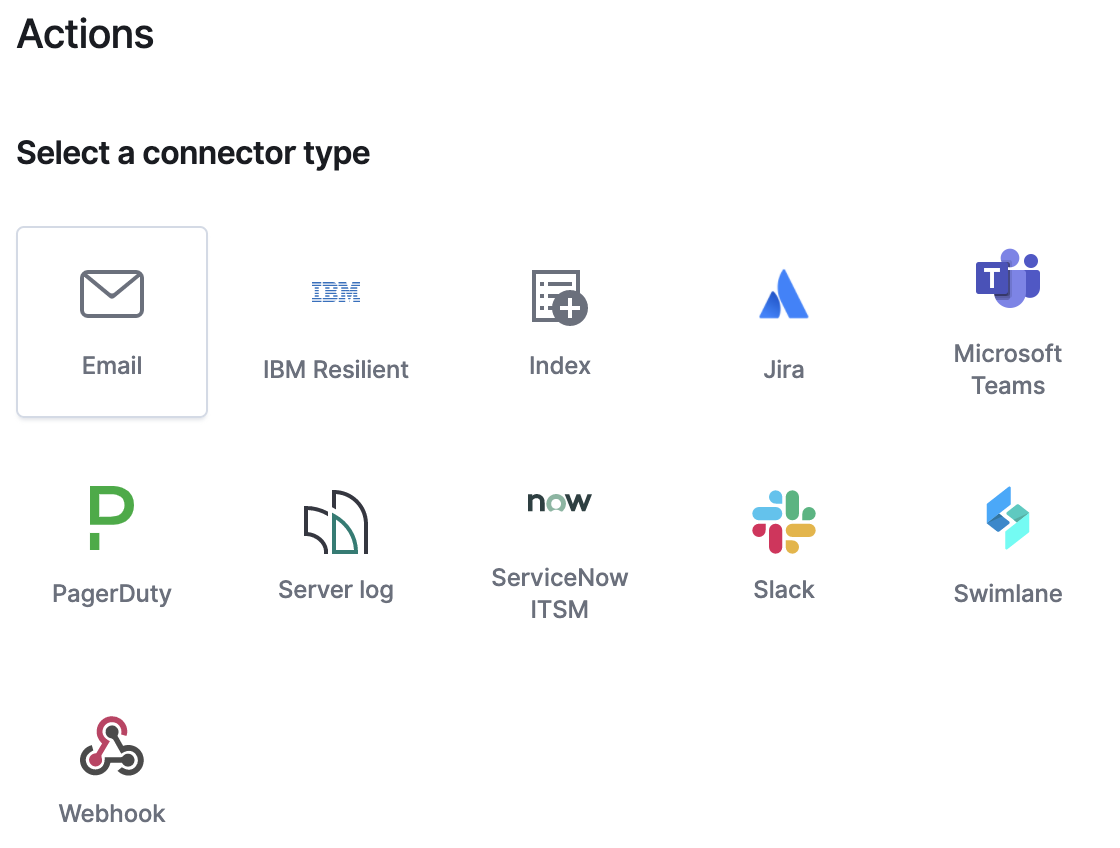 Actions
Select a connector type
IBM
T
Email
IBM Resilient
Index
Jira
Microsoft
Teams
P
now
PagerDuty
Server log
ServiceNow
ITSM
Slack
Swimlane
Webhook